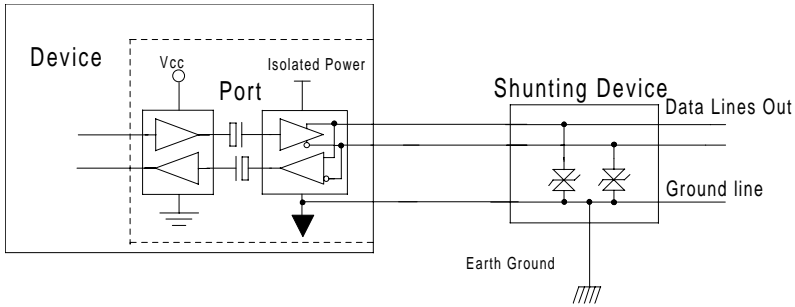 Device
Vcc
Isolated Power
Port
Shunting Device
Data Lines Out
Ground line
Earth Ground